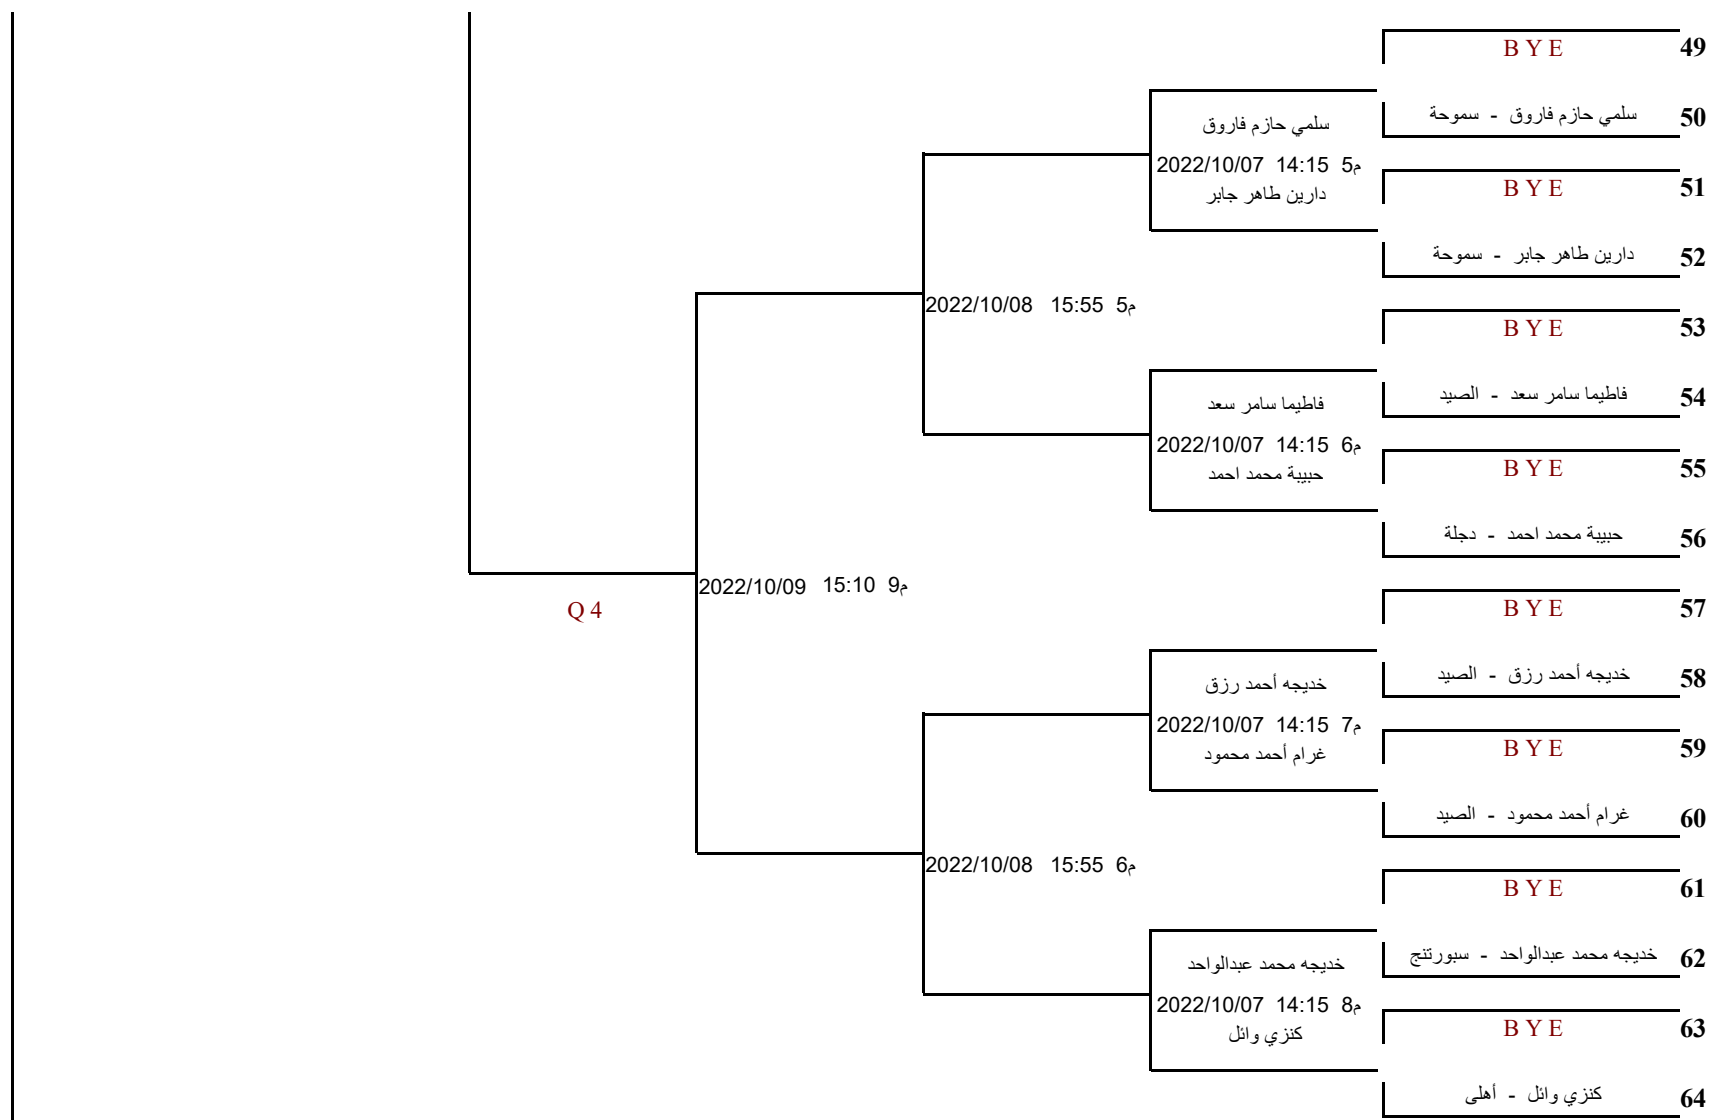 BYE 49
سلمي حازم فاروق - سموحة 50
BYE 51
دارين طاهر جابر - سموحة 52
BYE 53
فاطيما سامر سعد - الصيد 54
BYE 55
حبيبة محمد احمد - دجلة 56
BYE 57
خديجه أحمد رزق - الصيد 58
BYE 59
غرام أحمد محمود - الصيد 60
BYE 61
خديجه محمد عبدالواحد - سبورتنج 62
BYE 63
كنزي وائل - أهلى 64
سلمي حازم فاروق
2022/10/07 14:15 م5
دارين طاهر جابر
فاطيما سامر سعد
2022/10/07 14:15 م6
حبيبة محمد احمد
خديجه أحمد رزق
2022/10/07 14:15 م7
غرام أحمد محمود
خديجه محمد عبدالواحد
2022/10/07 14:15 م8
كنزي وائل
2022/10/08 15:55 م5
2022/10/08 15:55 م6
2022/10/09 15:10 م9
Q 4